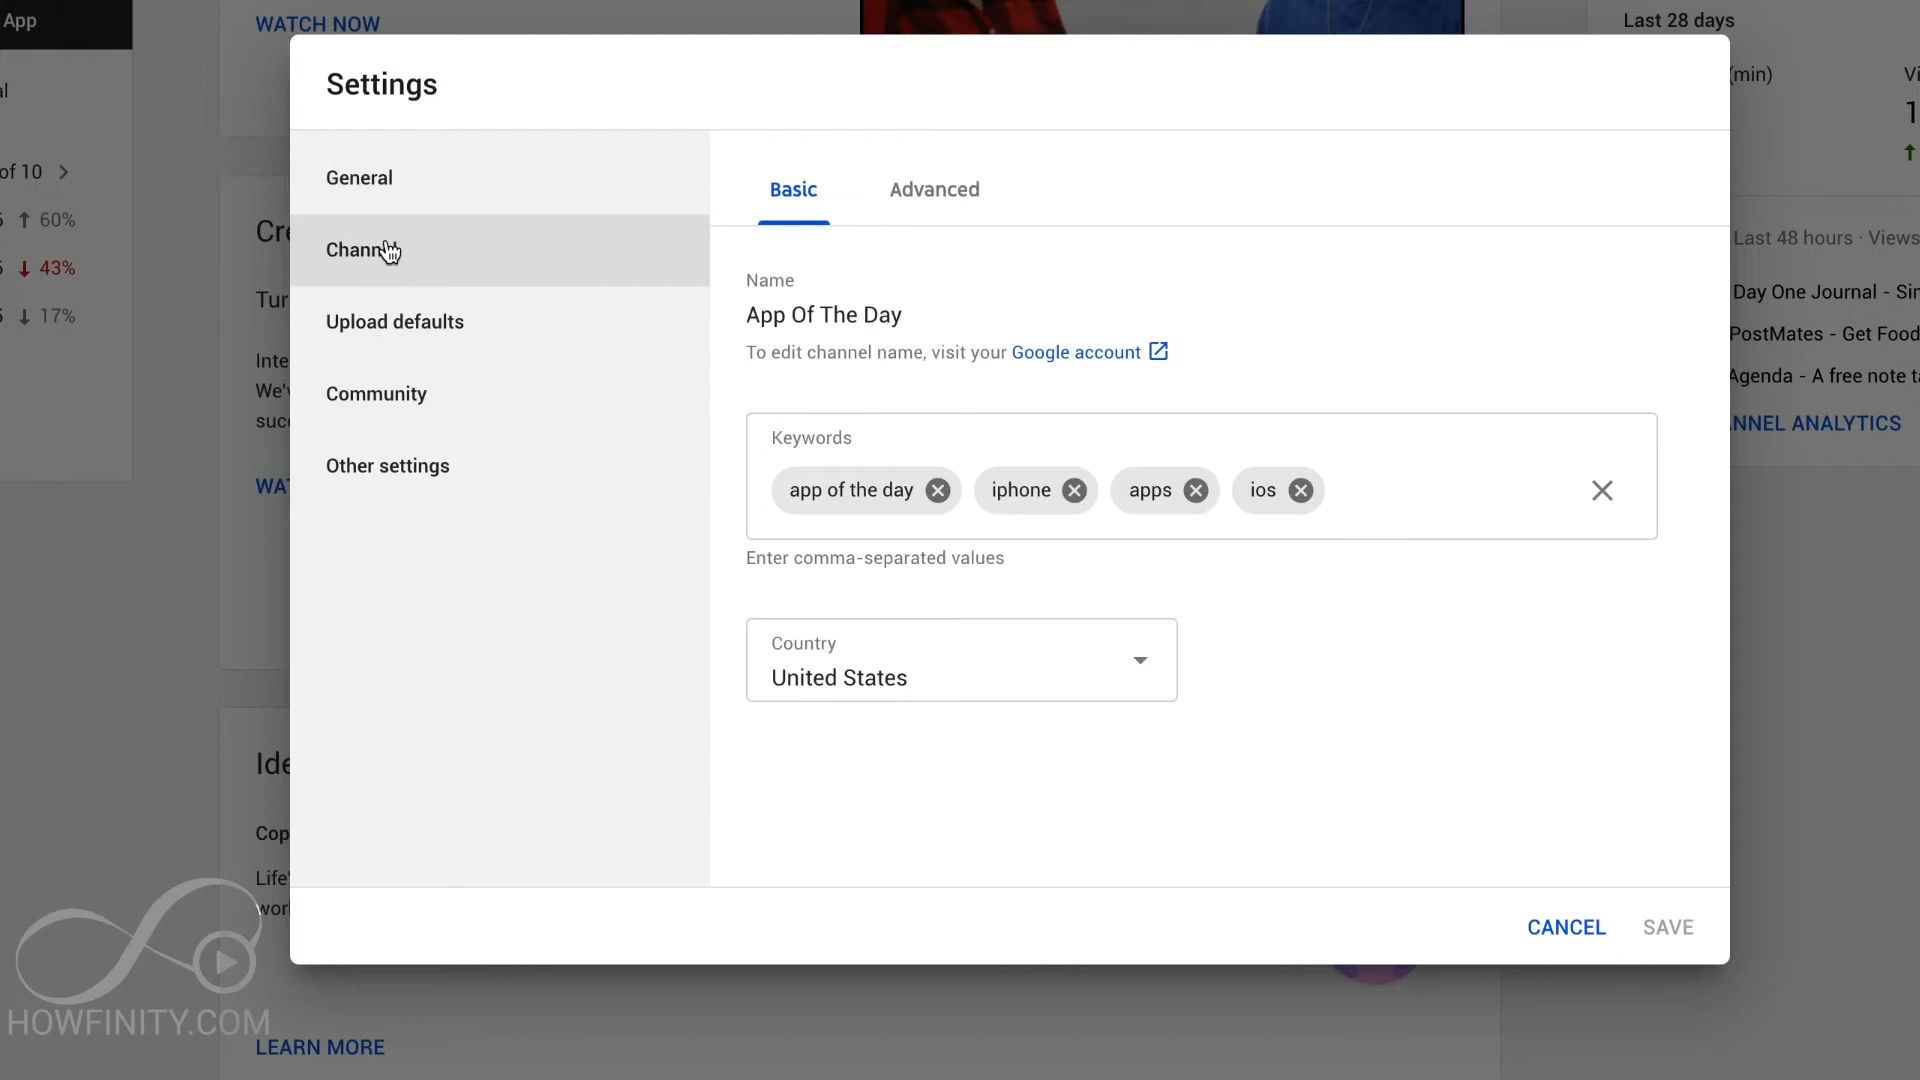 App
WATCH NOW
Last 28 days
Settings
(min)
of 10
General
Basic
Advanced
60%
Channel
Last 48 hours · Views
43%
Name
Day One Journal - Sim
App Of The Day
17%
Upload defaults
PostMates - Get Food
To edit channel name, visit your Google account
Agenda - A free note ta
Community
NNEL ANALYTICS
Keywords
Other settings
app of the day
iphone
apps
ios
Enter comma-separated values
Country
United States
CANCEL
SAVE
HOWFINITY.COM
LEARN MORE